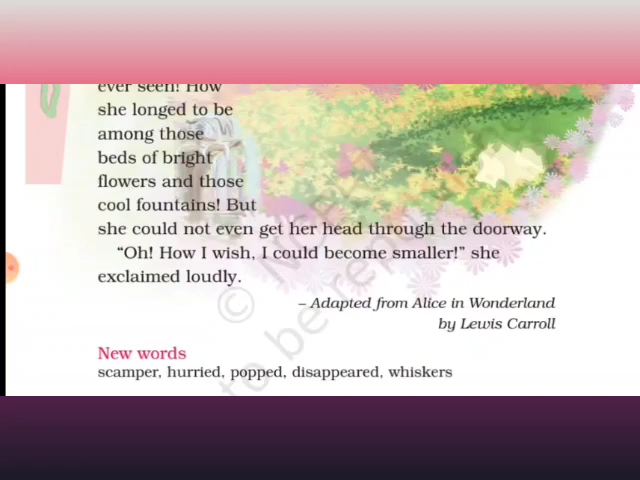 ever seen! How
she longed to be
among those
beds of bright
flowers and those
cool fountains! But
she could not even get her head through the doorway.
“Oh! How I wish, I could become smaller!” she
exclaimed loudly.
– Adapted from Alice in Wonderland
by Lewis Carroll
New words
scamper, hurried, popped, disappeared, whiskers
©
to be